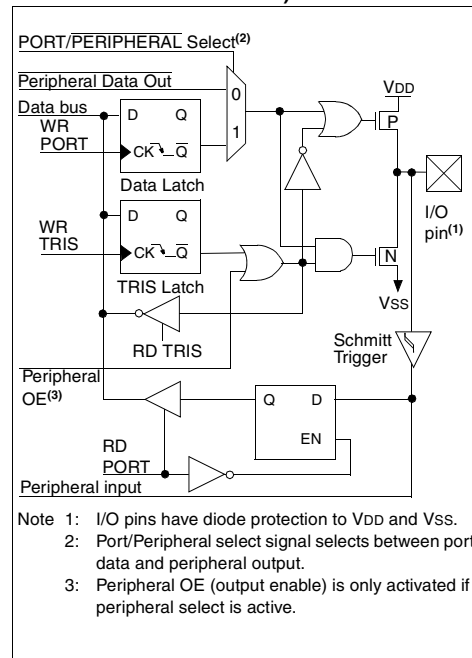 PORT/PERIPHERAL Select(2)
Peripheral Data Out
Data bus
WR
PORT
D Q
CK Q
Data Latch
0
1
VDD
P
I/O
pin(1)
WR
TRIS
D Q
CK Q
TRIS Latch
N
VSS
RD TRIS
Schmitt
Trigger
Peripheral
OE(3)
Q D
EN
RD
PORT
Peripheral input
Note 1: I/O pins have diode protection to VDD and VSS.
2: Port/Peripheral select signal selects between port
data and peripheral output.
3: Peripheral OE (output enable) is only activated if
peripheral select is active.